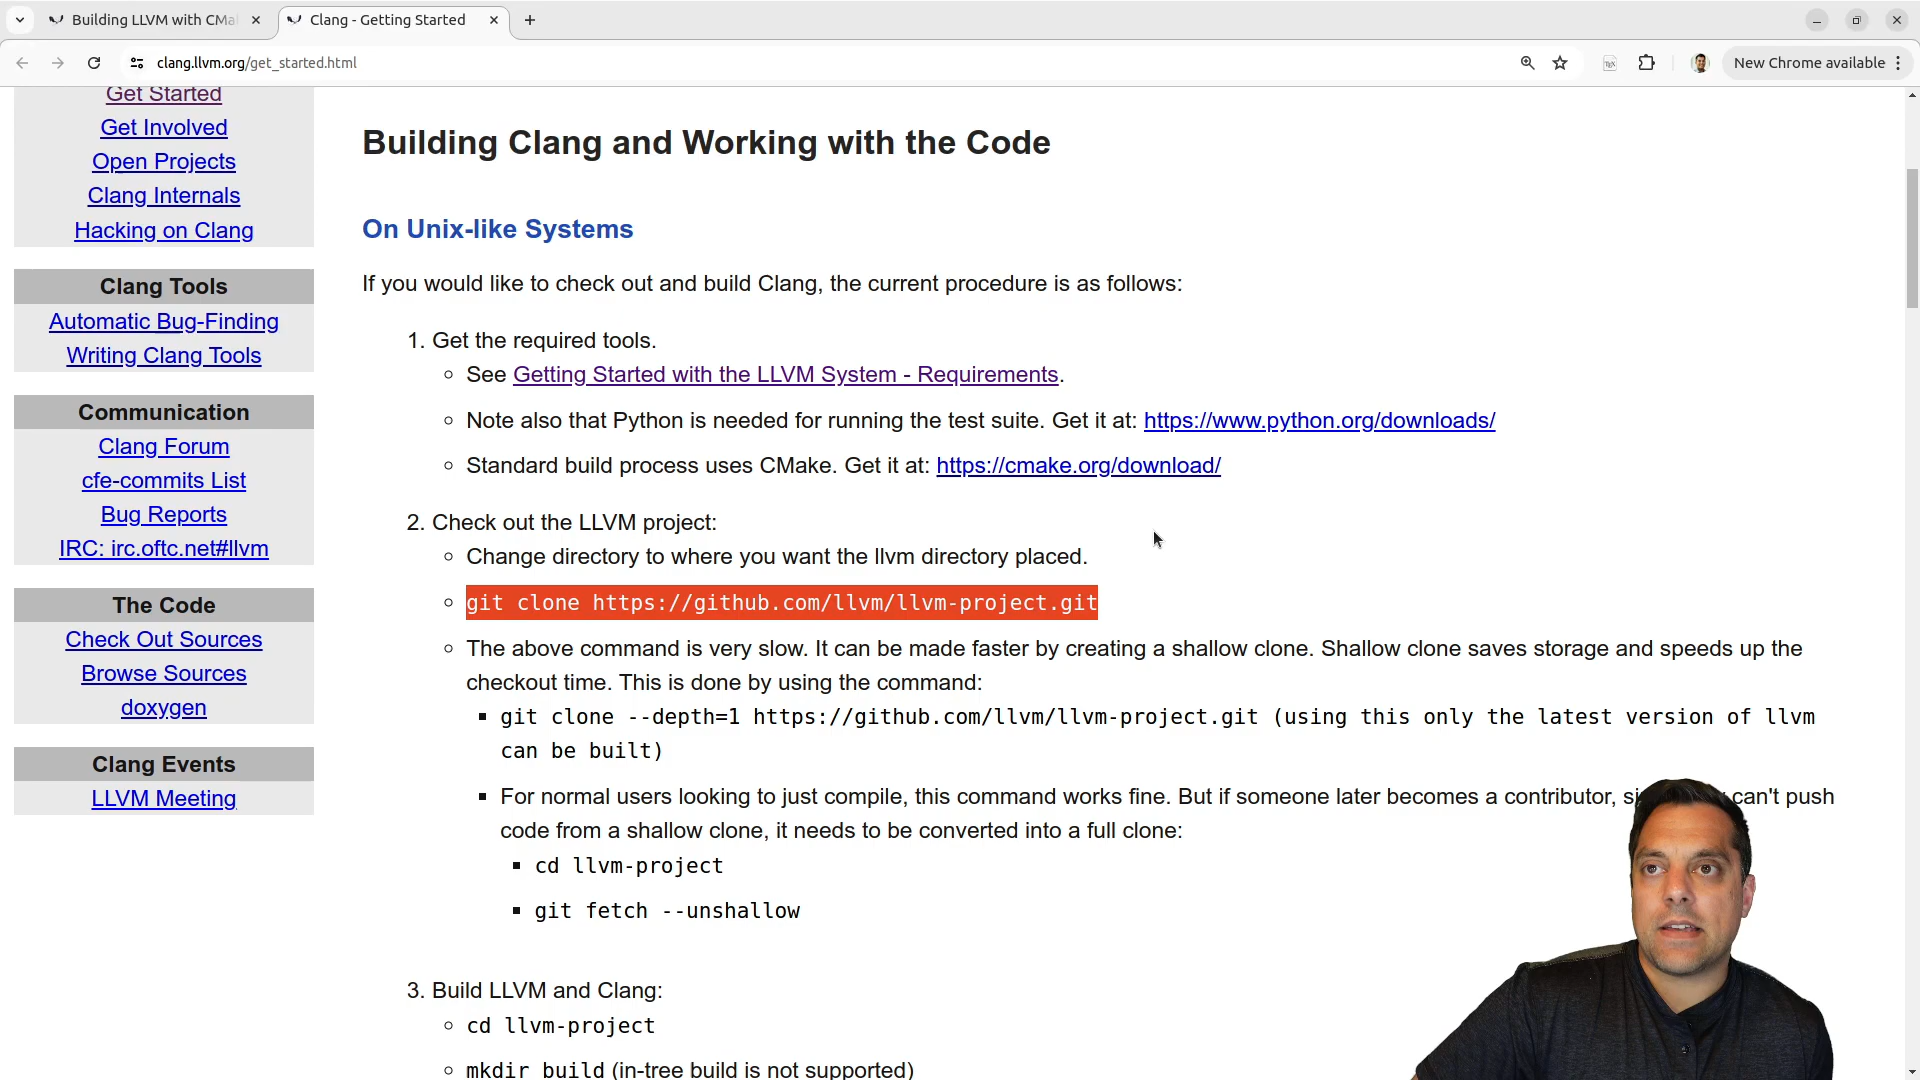 Building LLVM with CMa
Clang - Getting Started
clang.llvm.org/get_started.html
New Chrome available
Get Started
Get Involved
Open Projects
Clang Internals
Hacking on Clang
Clang Tools
Automatic Bug-Finding
Writing Clang Tools
Communication
Clang Forum
cfe-commits List
Bug Reports
IRC: irc.oftc.net#llvm
The Code
Check Out Sources
Browse Sources
doxygen
Clang Events
LLVM Meeting
Building Clang and Working with the Code
On Unix-like Systems
If you would like to check out and build Clang, the current procedure is as follows:
1. Get the required tools.
See Getting Started with the LLVM System - Requirements.
Note also that Python is needed for running the test suite. Get it at: https://www.python.org/downloads/
Standard build process uses CMake. Get it at: https://cmake.org/download/
2. Check out the LLVM project:
Change directory to where you want the llvm directory placed.
git clone https://github.com/llvm/llvm-project.git
The above command is very slow. It can be made faster by creating a shallow clone. Shallow clone saves storage and speeds up the
checkout time. This is done by using the command:
git clone --depth=1 https://github.com/llvm/llvm-project.git (using this only the latest version of llvm
can be built)
For normal users looking to just compile, this command works fine. But if someone later becomes a contributor, can't push
code from a shallow clone, it needs to be converted into a full clone:
cd llvm-project
git fetch --unshallow
3. Build LLVM and Clang:
cd llvm-project
mkdir build (in-tree build is not supported)